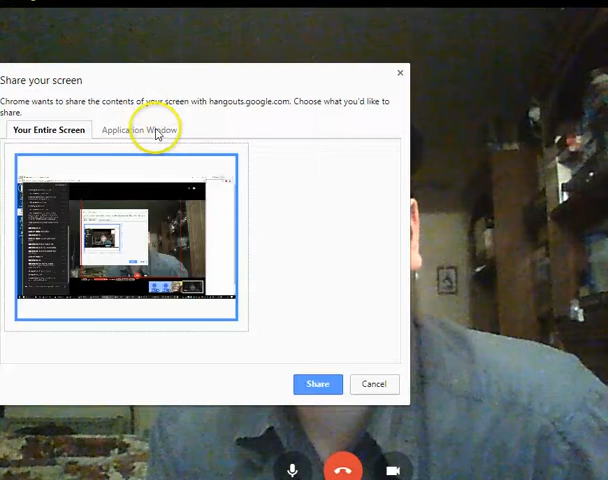 Share your screen
Chrome wants to share the contents of your screen with hangouts.google.com. Choose what you'd like to
share.
Your Entire Screen
Application Window
Share
Cancel